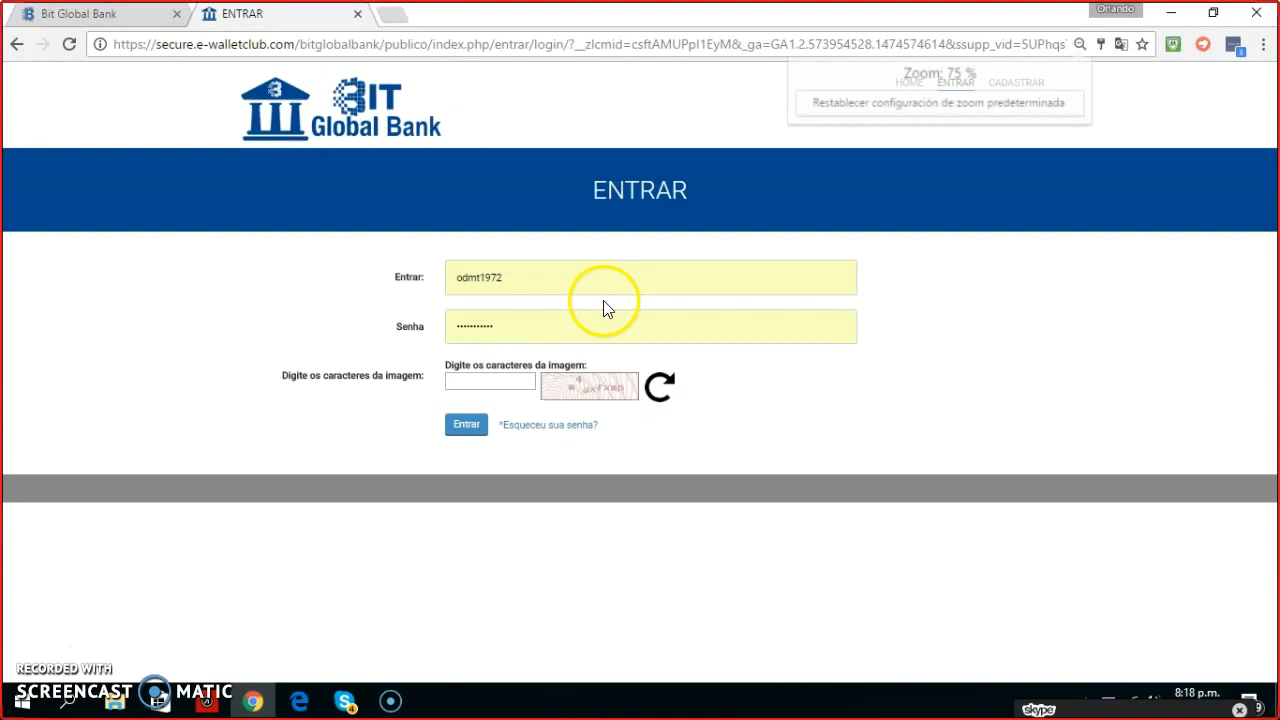 Bit Global Bank
ENTRAR
Orlando
https://secure.e-walletclub.com/bitglobalbank/publico/index.php/entrar/login/?__zlcmid=csftAMUPpI1EyM&_ga=GA1.2.573954528.1474574614&ssupp_vid=5UPhqs
BIT
Global Bank
Zoom: 75 %
HOME
ENTRAR
CADASTRAR
Restablecer configuración de zoom predeterminada
ENTRAR
Entrar:
odmt1972
Senha
Digite os caracteres da imagem:
Digite os caracteres da imagem:
Entrar
*Esqueceu sua senha?
RECORDED WITH
SCREENCAST MATIC
8:18 p.m.
skype